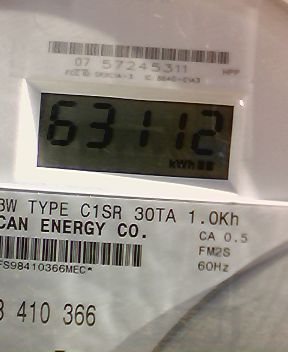 07 57245311
63112
kWh
3W TYPE C1SR 30TA 1.0Kh
CAN ENERGY CO.
CA 0.5
FM2S
60Hz
FS98410366MEC*
8 410 366